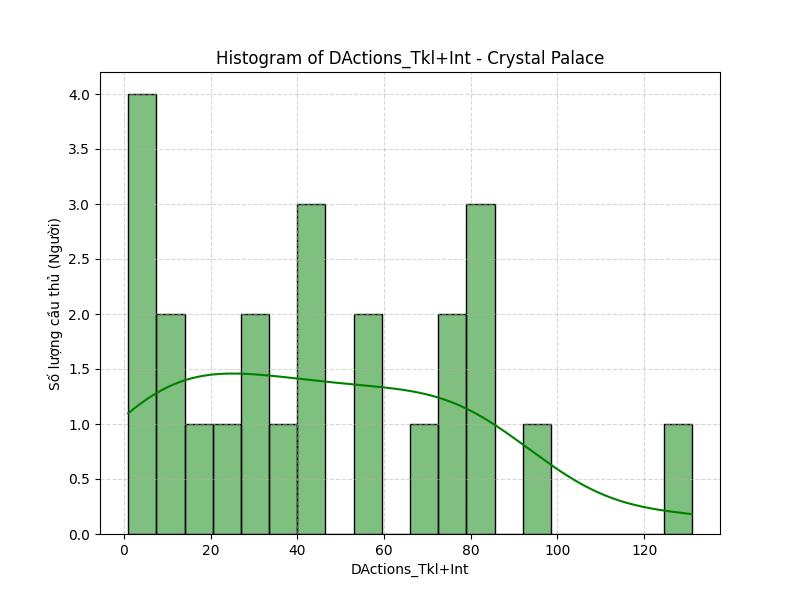 Histogram of DActions_Tkl+Int - Crystal Palace
4.0
3.5
3.0
2.5
2.0
1.5
1.0
0.5
0.0
Số lượng cầu thủ (Người)
0 20 40 60 80 100 120
DActions_Tkl+Int